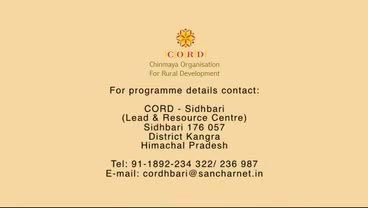 CORD
Chinmaya Organisation
For Rural Development
For programme details contact:
CORD - Sidhbari
(Lead & Resource Centre)
Sidhbari 176 057
District Kangra
Himachal Pradesh
Tel: 91-1892-234 322/ 236 987
E-mail: cordhbari@sancharnet.in